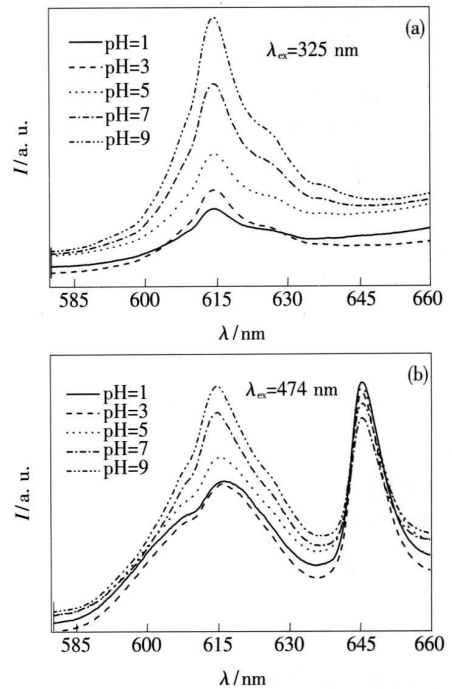 (a)
pH=1
pH=3
pH=5
pH=7
pH=9
λex=325 nm
I/a. u.
585 600 615 630 645 660
λ/nm
(b)
pH=1
pH=3
pH=5
pH=7
pH=9
λex=474 nm
I/a. u.
585 600 615 630 645 660
λ/nm